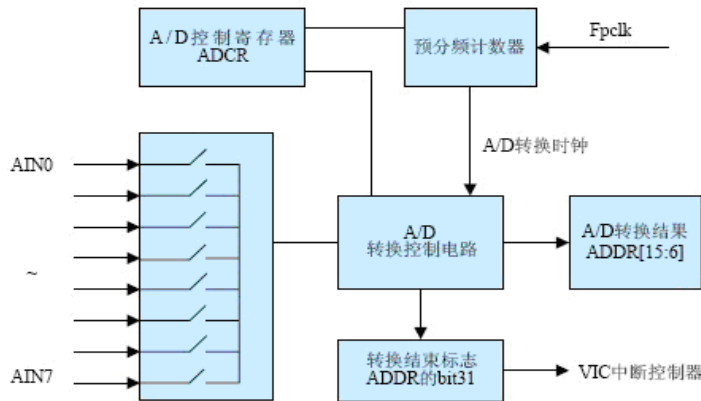 A/D控制寄存器
ADCR
预分频计数器
Fpclk
A/D转换时钟
AIN0
~
AIN7
A/D
转换控制电路
A/D转换结果
ADDR[15:6]
转换结束标志
ADDR的bit31
VIC中断控制器